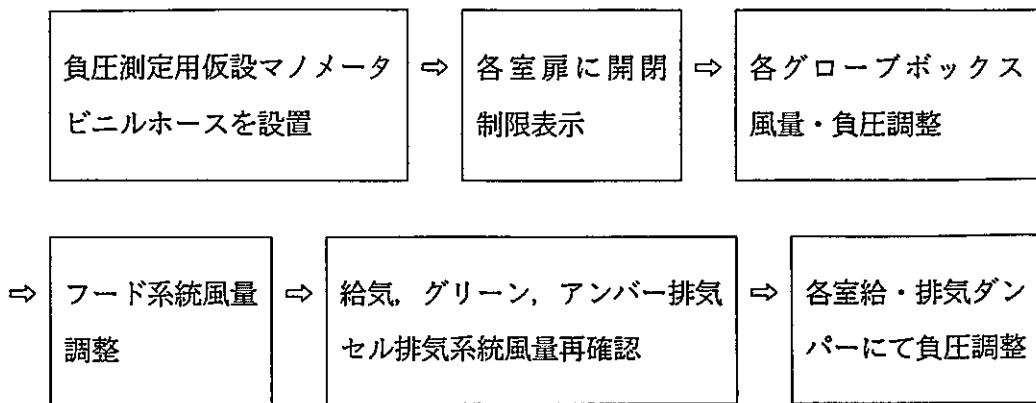 負圧測定用仮設マノメータ
ビニルホースを設置
⇨
各室扉に開閉
制限表示
⇨
各グローブボックス
風量・負圧調整
⇨
フード系統風量
調整
⇨
給気，グリーン，アンバー排気
セル排気系統風量再確認
⇨
各室給・排気ダン
パーにて負圧調整